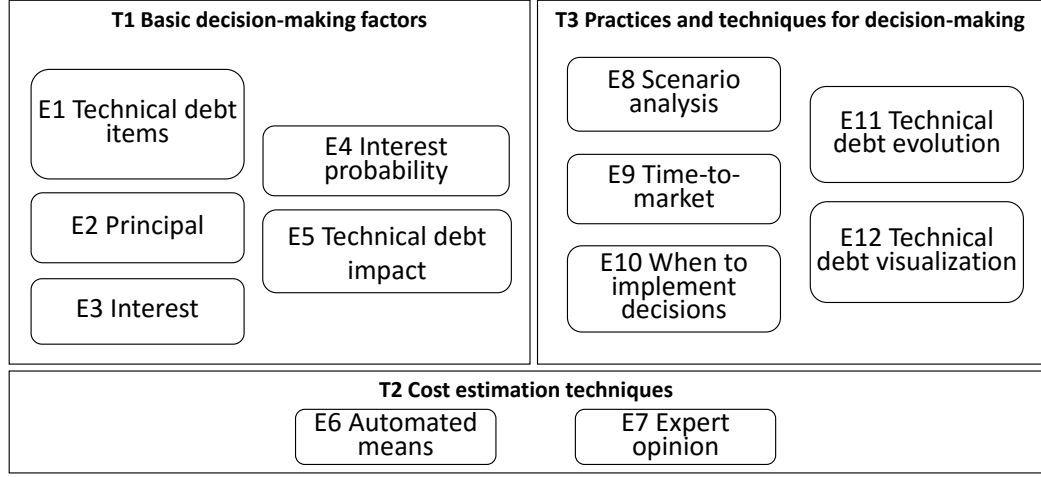 T1 Basic decision-making factors
E1 Technical debt
items
E2 Principal
E3 Interest
E4 Interest
probability
E5 Technical debt
impact
T3 Practices and techniques for decision-making
E8 Scenario
analysis
E9 Time-to-
market
E10 When to
implement
decisions
E11 Technical
debt evolution
E12 Technical
debt visualization
T2 Cost estimation techniques
E6 Automated
means
E7 Expert
opinion